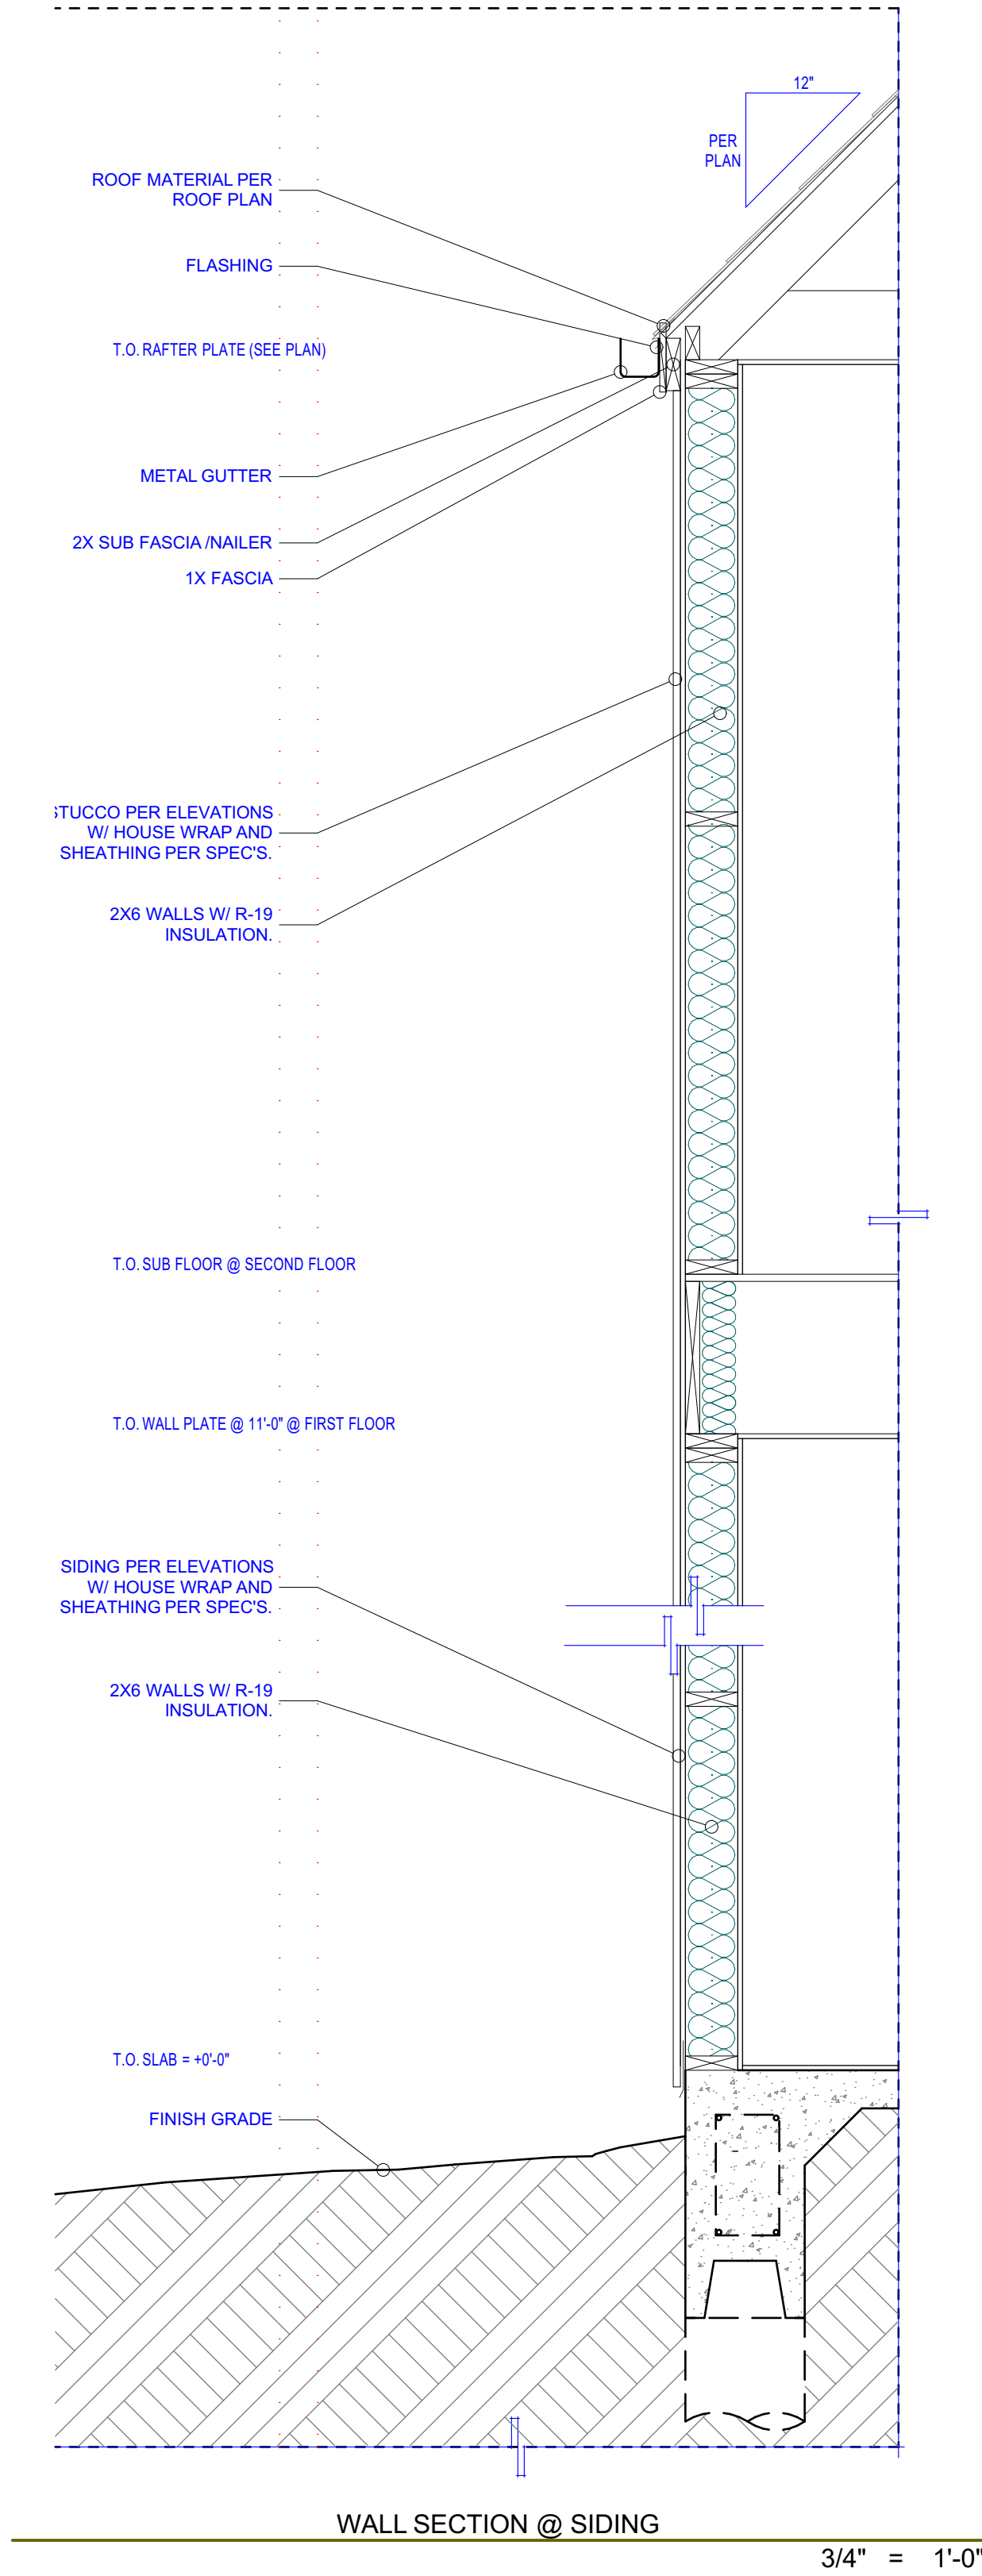 12"
PER
PLAN
ROOF MATERIAL PER
ROOF PLAN
FLASHING
T.O. RAFTER PLATE (SEE PLAN)
METAL GUTTER
2X SUB FASCIA /NAILER
1X FASCIA
STUCCO PER ELEVATIONS
W/ HOUSE WRAP AND
SHEATHING PER SPEC'S.
2X6 WALLS W/ R-19
INSULATION.
T.O. SUB FLOOR @ SECOND FLOOR
T.O. WALL PLATE @ 11'-0" @ FIRST FLOOR
SIDING PER ELEVATIONS
W/ HOUSE WRAP AND
SHEATHING PER SPEC'S.
2X6 WALLS W/ R-19
INSULATION.
T.O. SLAB = +0'-0"
FINISH GRADE
WALL SECTION @ SIDING
3/4" = 1'-0"